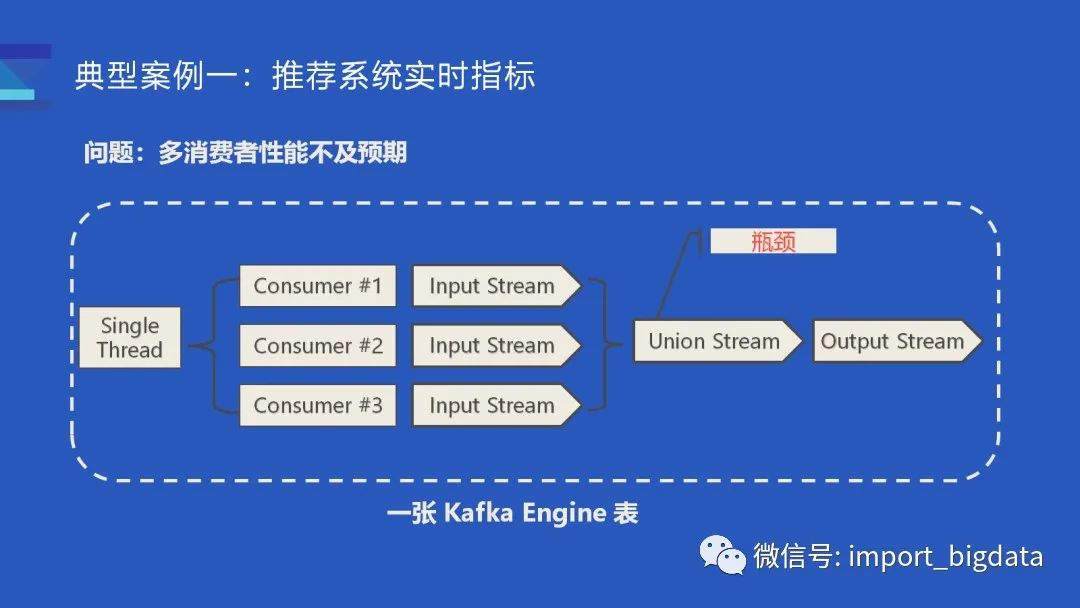 典型案例一：推荐系统实时指标
问题：多消费者性能不及预期
瓶颈
Single
Thread
Consumer #1
Input Stream
Consumer #2
Input Stream
Consumer #3
Input Stream
Union Stream
Output Stream
一张 Kafka Engine 表
微信号: import_bigdata